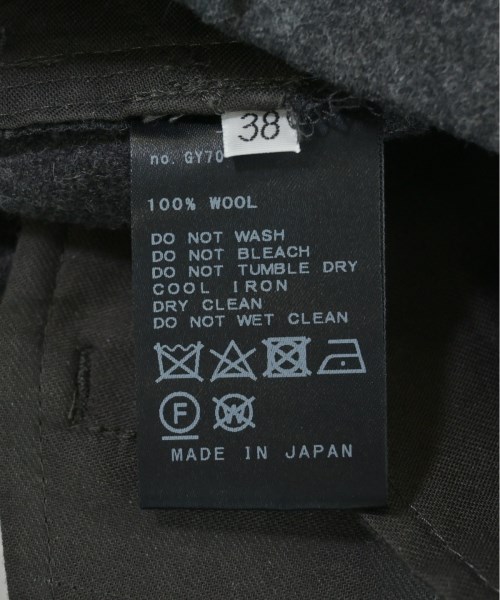 38
no. GY70
100% WOOL
DO NOT WASH
DO NOT BLEACH
DO NOT TUMBLE DRY
COOL IRON
DRY CLEAN
DO NOT WET CLEAN
F W
MADE IN JAPAN